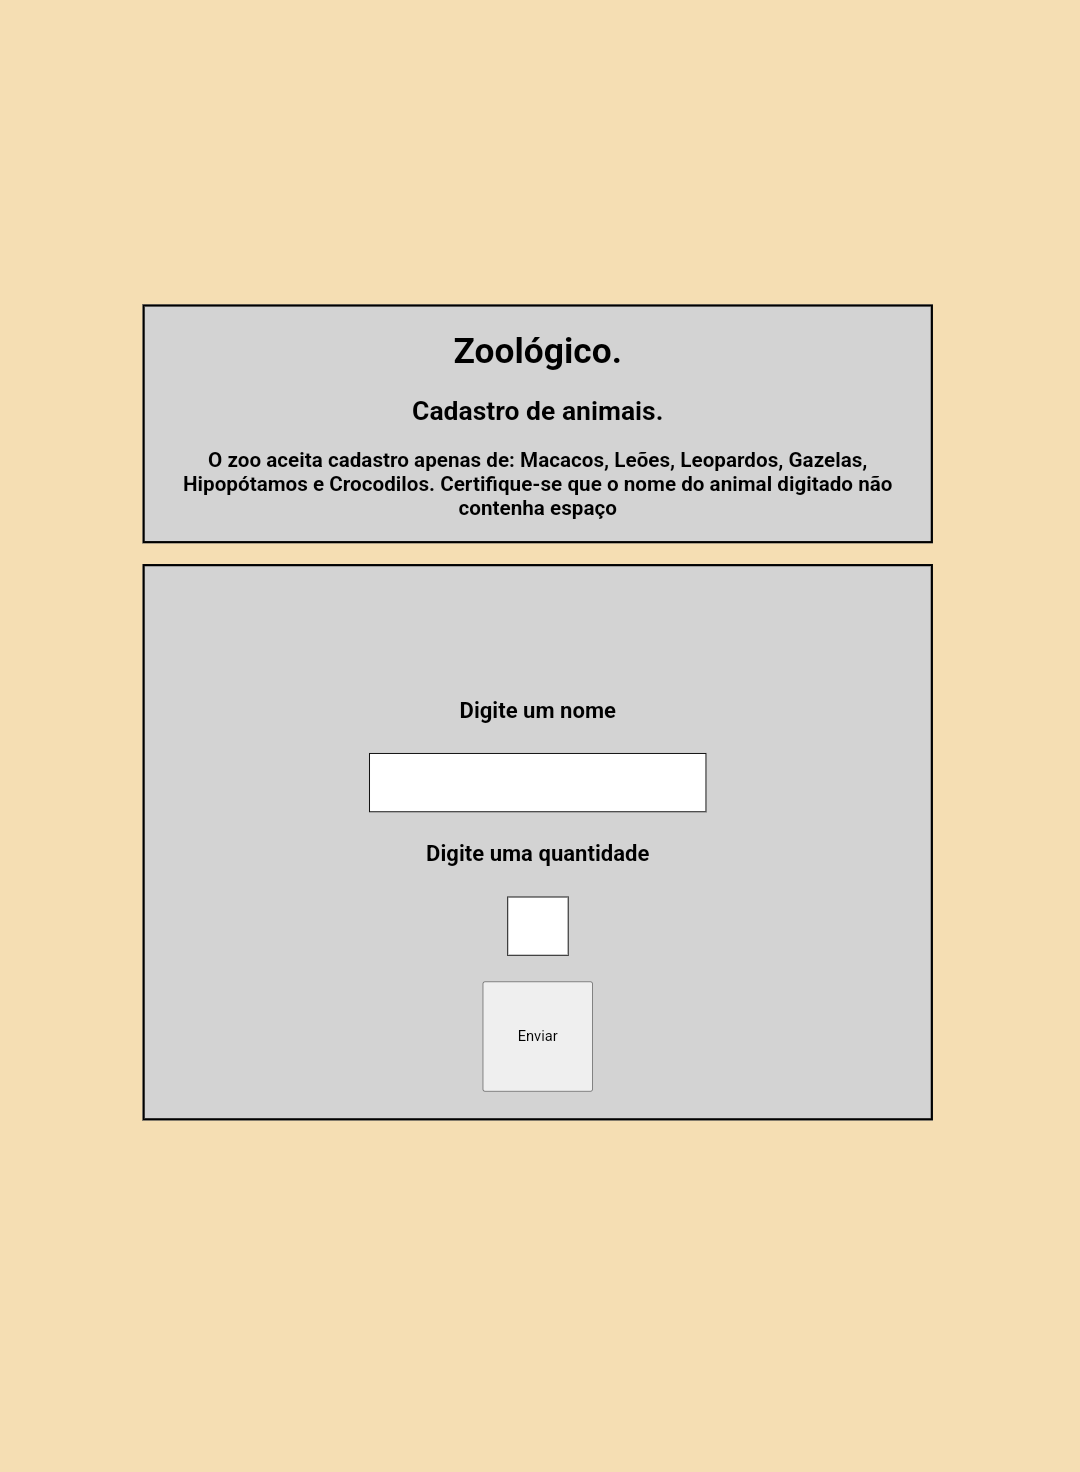 Zoológico.
Cadastro de animais.
O zoo aceita cadastro apenas de: Macacos, Leões, Leopardos, Gazelas,
Hipopótamos e Crocodilos. Certifique-se que o nome do animal digitado não
contenha espaço
Digite um nome
Digite uma quantidade
Enviar